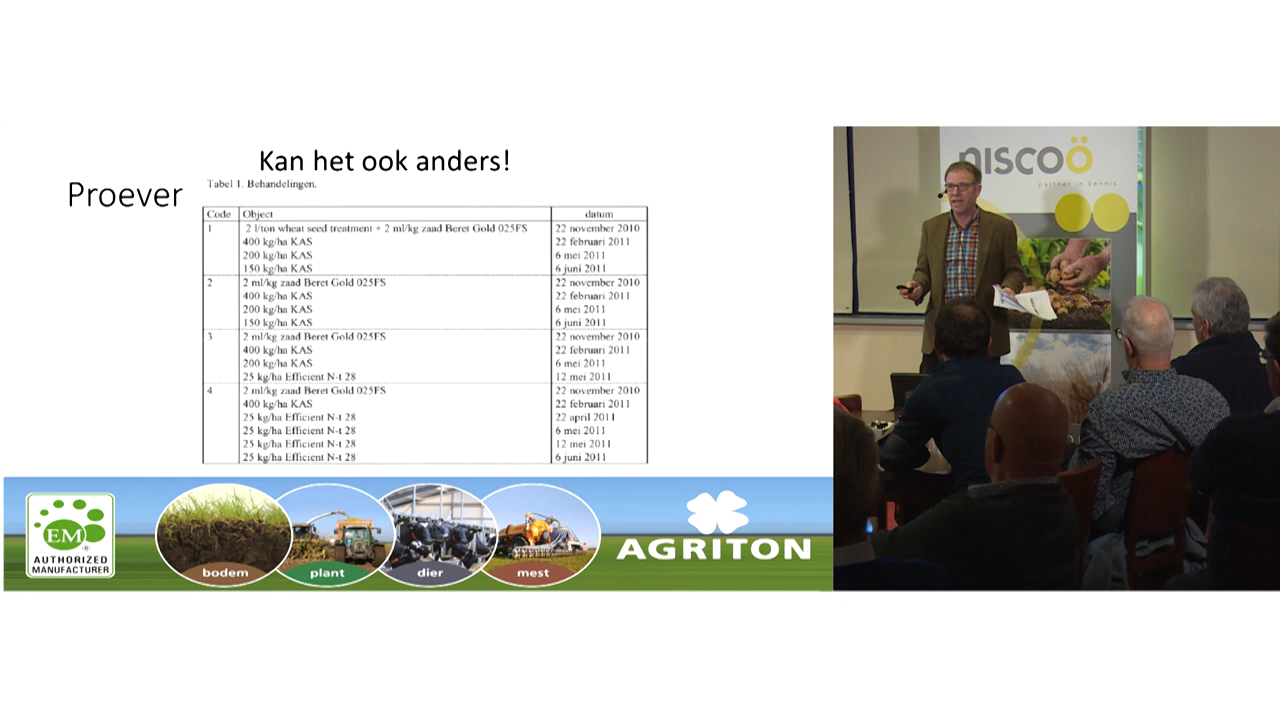 Kan het ook anders!
Proever
Tabel 1. Behandelingen.
Code Object datum
1 2 l/ton wheat seed treatment + 2 ml/kg zaad Beret Gold 025FS 22 november 2010
400 kg/ha KAS 22 februari 2011
200 kg/ha KAS 6 mei 2011
150 kg/ha KAS 6 juni 2011
2 2 ml/kg zaad Beret Gold 025FS 22 november 2010
400 kg/ha KAS 22 februari 2011
200 kg/ha KAS 6 mei 2011
150 kg/ha KAS 6 juni 2011
3 2 ml/kg zaad Beret Gold 025FS 22 november 2010
400 kg/ha KAS 22 februari 2011
200 kg/ha KAS 6 mei 2011
25 kg/ha Efficient N-t 28 12 mei 2011
4 2 ml/kg zaad Beret Gold 025FS 22 november 2010
400 kg/ha KAS 22 februari 2011
25 kg/ha Efficient N-t 28 22 april 2011
25 kg/ha Efficient N-t 28 6 mei 2011
25 kg/ha Efficient N-t 28 12 mei 2011
25 kg/ha Efficient N-t 28 6 juni 2011
EM®
AUTHORIZED
MANUFACTURER
bodem
plant
dier
mest
AGRITON
niscoö
partner in kennis